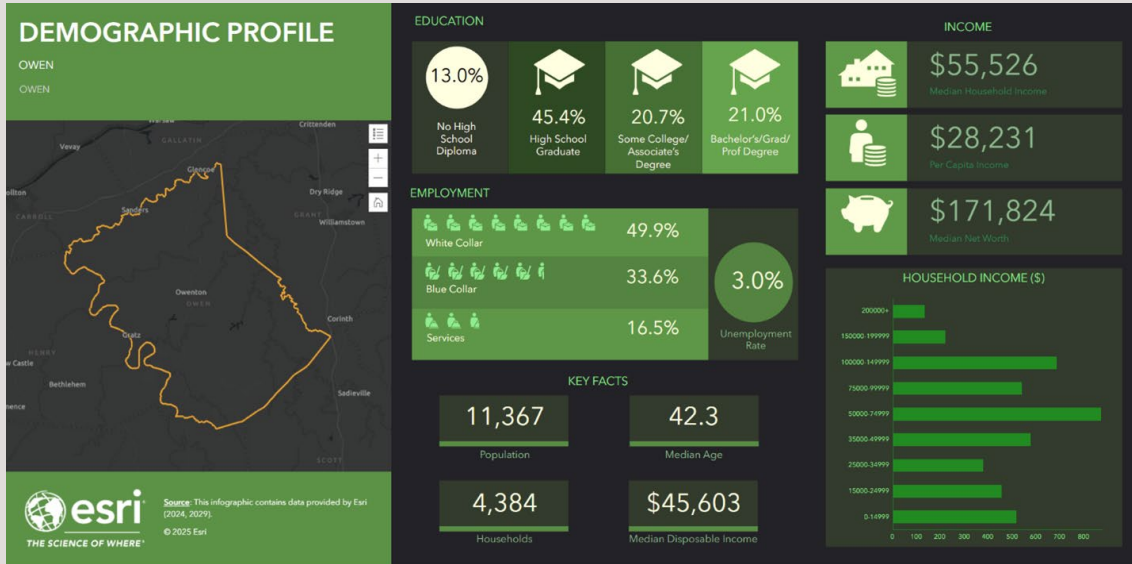 DEMOGRAPHIC PROFILE
OWEN
OWEN
Crittenden
GALLATIN
Vevay
Glencoe
Dry Ridge
Sanders
GRANT
CARROLL
Williamstown
Owenton
OWEN
Corinth
Gratz
HENRY
w Castle
Bethlehem
Sadieville
SCOTT
esri
THE SCIENCE OF WHERE
Source: This infographic contains data provided by Esri
(2024, 2029).
© 2025 Esri
EDUCATION
13.0%
No High
School
Diploma
45.4%
High School
Graduate
20.7%
Some College/
Associate's
Degree
21.0%
Bachelor's/Grad/
Prof Degree
EMPLOYMENT
49.9%
White Collar
33.6%
Blue Collar
16.5%
Services
3.0%
Unemployment
Rate
KEY FACTS
11,367
Population
42.3
Median Age
4,384
Households
$45,603
Median Disposable Income
INCOME
$55,526
Median Household Income
$28,231
Per Capita Income
$171,824
Median Net Worth
HOUSEHOLD INCOME ($)
200000+
150000-199999
100000-149999
75000-99999
50000-74999
35000-49999
25000-34999
15000-24999
0-14999
0 100 200 300 400 500 600 700 800